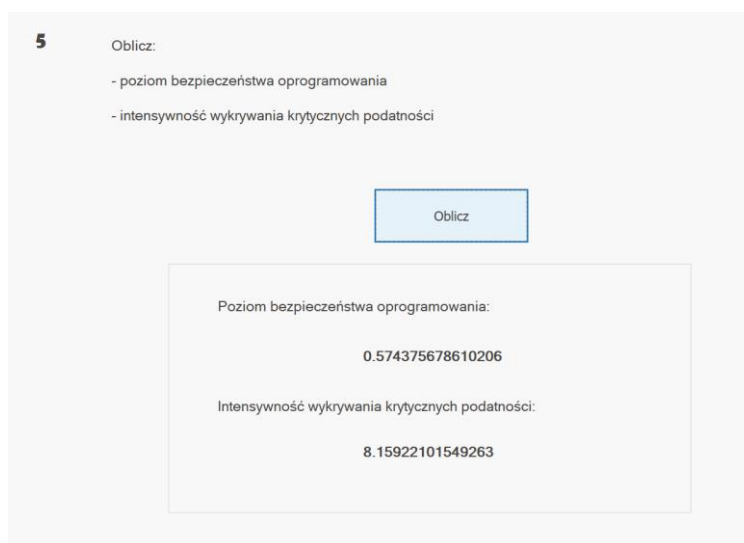 5
Oblicz:
- poziom bezpieczeństwa oprogramowania
- intensywność wykrywania krytycznych podatności
Oblicz
Poziom bezpieczeństwa oprogramowania:
0.574375678610206
Intensywność wykrywania krytycznych podatności:
8.15922101549263